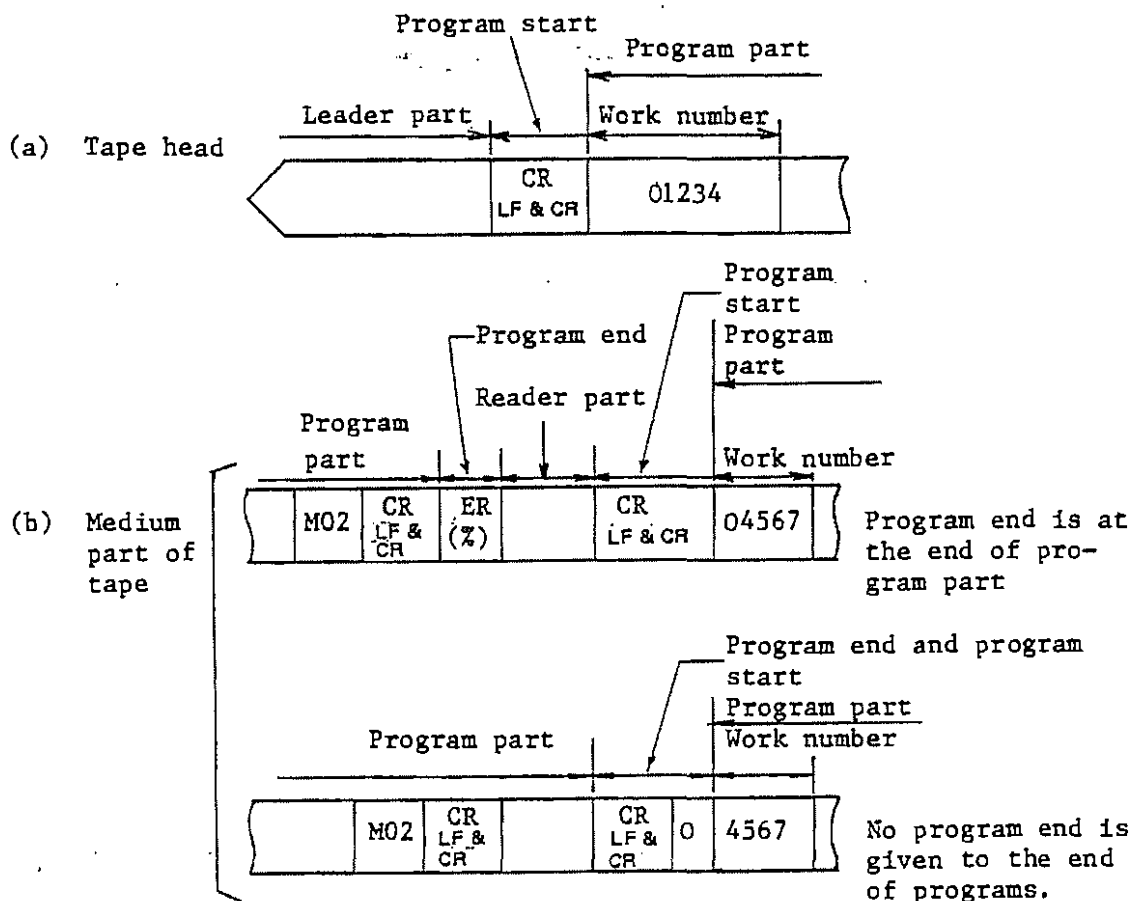 Program start
Program part
Leader part
Work number
(a) Tape head
CR
LF & CR
O1234
Program
start
Program end
Program
part
Reader part
Program
part
Work number
(b) Medium
part of
tape
M02
CR
LF &
CR
ER
(%)
CR
LF & CR
O4567
Program end is at
the end of pro-
gram part
Program end and program
start
Program part
Program part
Work number
M02
CR
LF &
CR
CR
LF &
CR
O
4567
No program end is
given to the end
of programs.